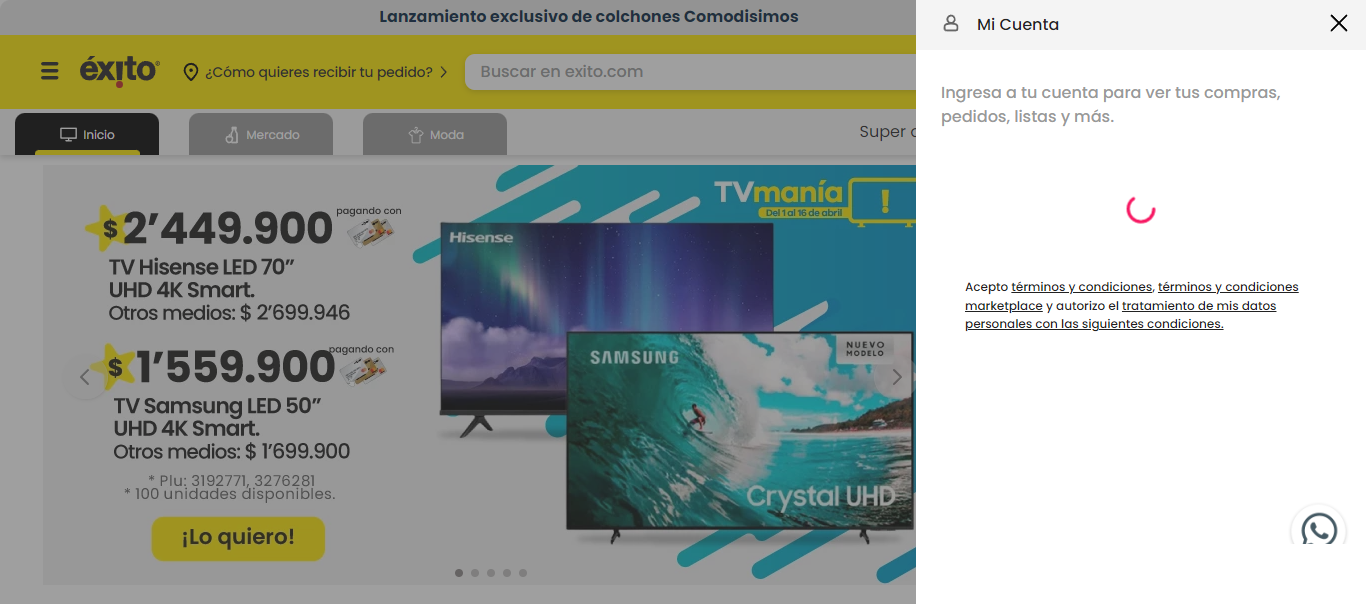 Lanzamiento exclusivo de colchones Comodisimos
éxito
¿Cómo quieres recibir tu pedido?
Buscar en exito.com
Inicio
Mercado
Moda
Super
$2’449.900
pagando con
TV Hisense LED 70”
UHD 4K Smart.
Otros medios: $ 2’699.946
$1’559.900
pagando con
TV Samsung LED 50”
UHD 4K Smart.
Otros medios: $ 1’699.900
* Plu: 3192771, 3276281
* 100 unidades disponibles.
¡Lo quiero!
TVmanía
Del 1 al 16 de abril
!
Hisense
SAMSUNG
NUEVO
MODELO
Crystal UHD
Mi Cuenta
Ingresa a tu cuenta para ver tus compras,
pedidos, listas y más.
Acepto términos y condiciones, términos y condiciones
marketplace y autorizo el tratamiento de mis datos
personales con las siguientes condiciones.